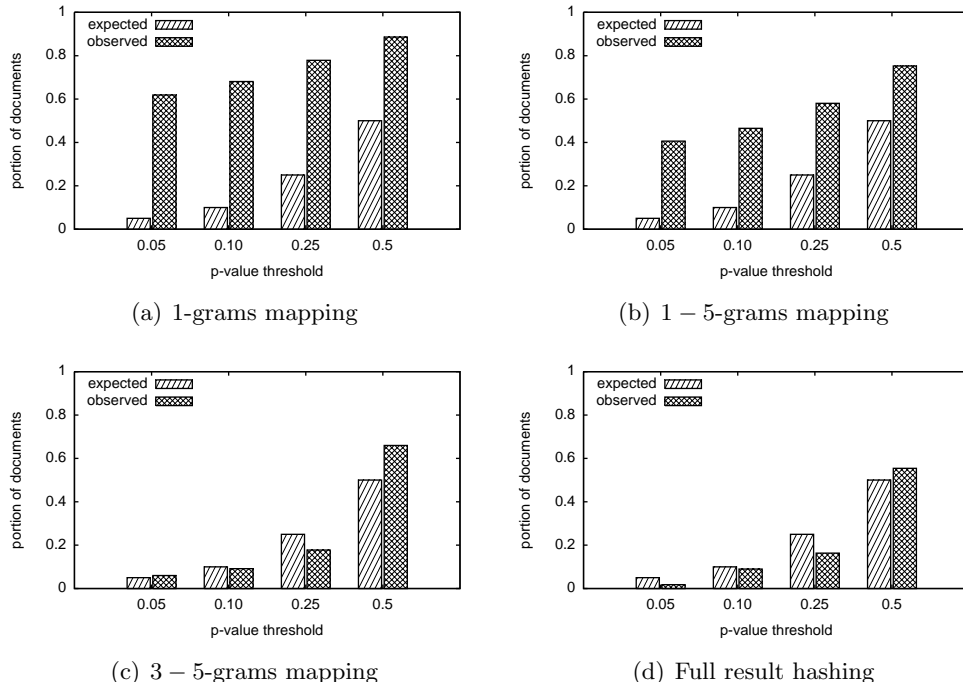 1
0.8
0.6
0.4
0.2
0
portion of documents
expected
observed
0.05 0.10 0.25 0.5
p-value threshold
(a) 1-grams mapping
1
0.8
0.6
0.4
0.2
0
portion of documents
expected
observed
0.05 0.10 0.25 0.5
p-value threshold
(b) 1 − 5-grams mapping
1
0.8
0.6
0.4
0.2
0
portion of documents
expected
observed
0.05 0.10 0.25 0.5
p-value threshold
(c) 3 − 5-grams mapping
1
0.8
0.6
0.4
0.2
0
portion of documents
expected
observed
0.05 0.10 0.25 0.5
p-value threshold
(d) Full result hashing